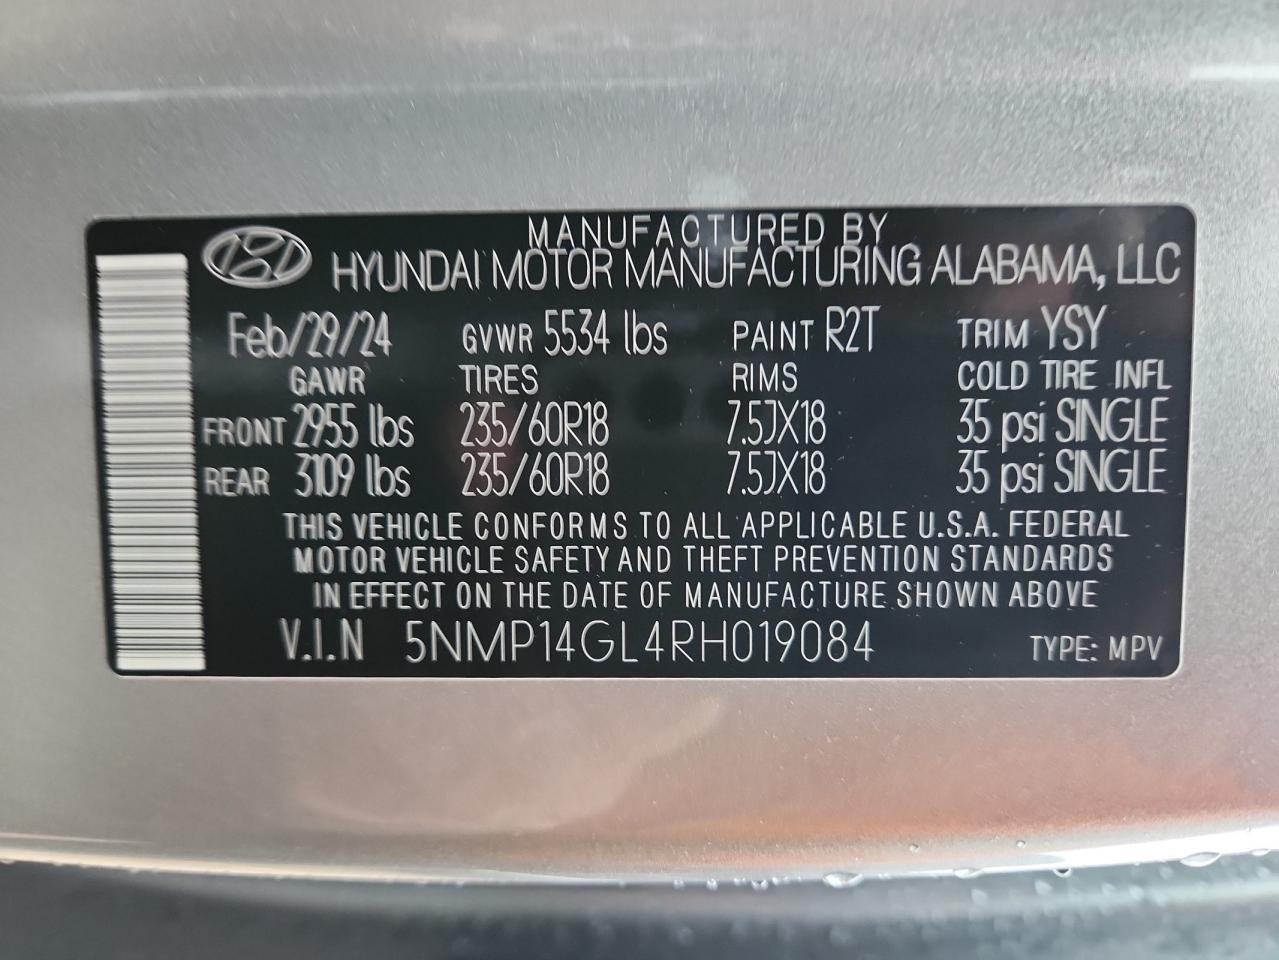 MANUFACTURED BY
HYUNDAI MOTOR MANUFACTURING ALABAMA, LLC
Feb/29/24 GVWR 5534 lbs PAINT R2T TRIM YSY
GAWR TIRES RIMS COLD TIRE INFL
FRONT 2955 lbs 235/60R18 7.5JX18 35 psi SINGLE
REAR 3109 lbs 235/60R18 7.5JX18 35 psi SINGLE
THIS VEHICLE CONFORMS TO ALL APPLICABLE U.S.A. FEDERAL
MOTOR VEHICLE SAFETY AND THEFT PREVENTION STANDARDS
IN EFFECT ON THE DATE OF MANUFACTURE SHOWN ABOVE
V.I.N 5NMP14GL4RH019084 TYPE: MPV